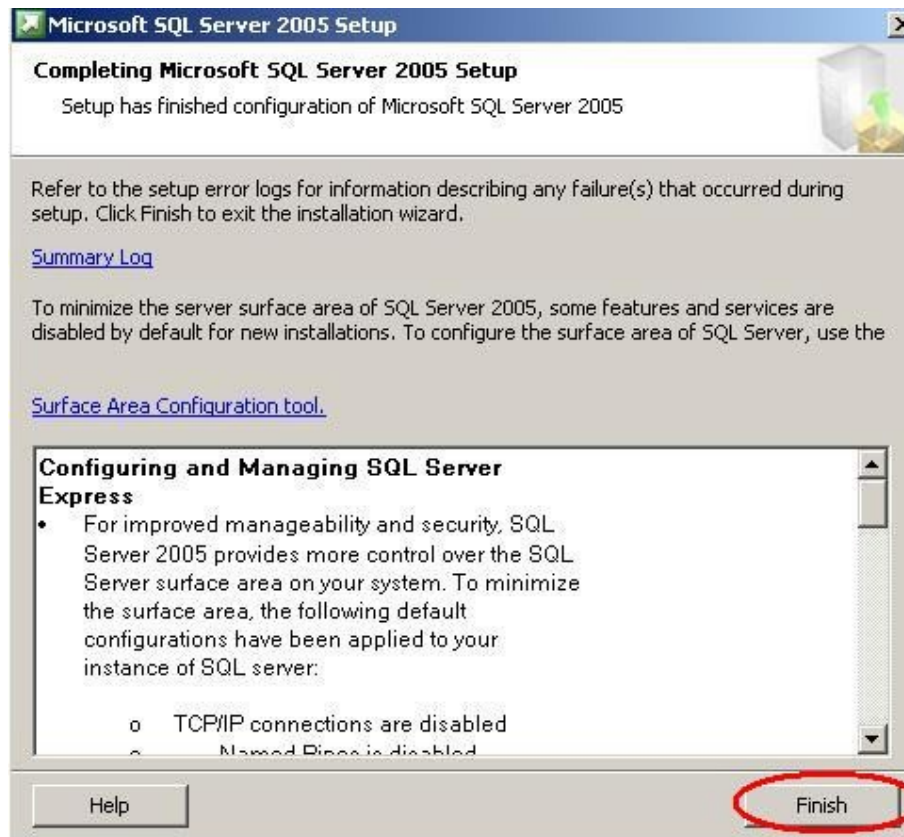 Microsoft SQL Server 2005 Setup
Completing Microsoft SQL Server 2005 Setup
Setup has finished configuration of Microsoft SQL Server 2005
Refer to the setup error logs for information describing any failure(s) that occurred during
setup. Click Finish to exit the installation wizard.
Summary Log
To minimize the server surface area of SQL Server 2005, some features and services are
disabled by default for new installations. To configure the surface area of SQL Server, use the
Surface Area Configuration tool.
Configuring and Managing SQL Server
Express
• For improved manageability and security, SQL
Server 2005 provides more control over the SQL
Server surface area on your system. To minimize
the surface area, the following default
configurations have been applied to your
instance of SQL server:
o TCP/IP connections are disabled
o Named Pipes is disabled
Help
Finish